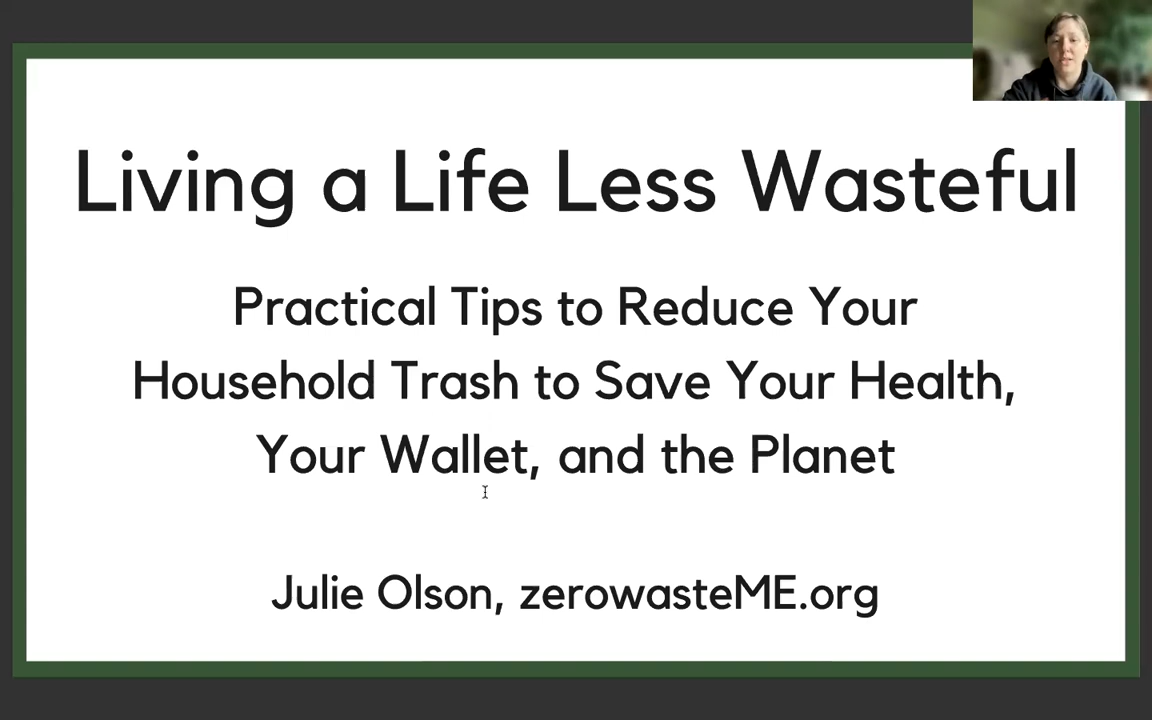 Living a Life Less Wasteful
Practical Tips to Reduce Your
Household Trash to Save Your Health,
Your Wallet, and the Planet
Julie Olson, zerowasteME.org